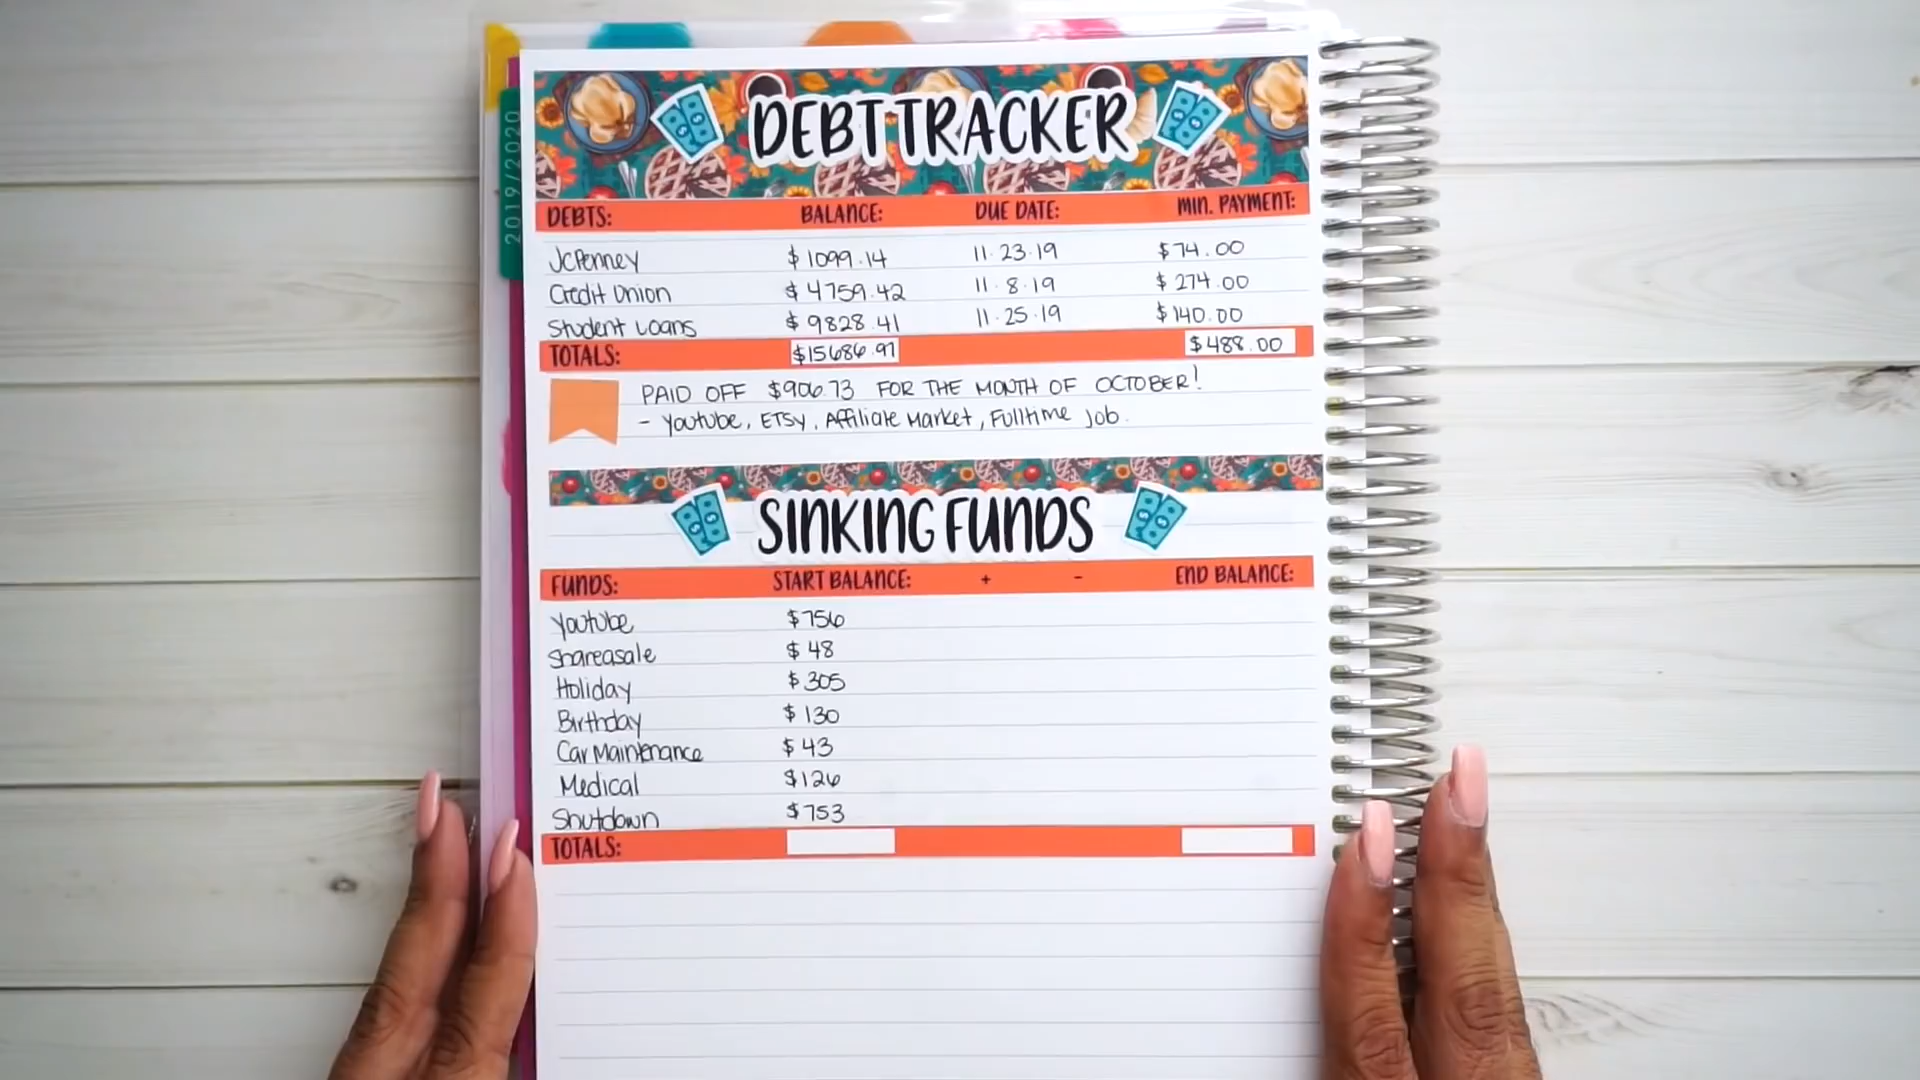 2019/2020
DEBT TRACKER
DEBTS: BALANCE: DUE DATE: MIN. PAYMENT:
JcPenney $1099.14 11.23.19 $74.00
Credit Union $4759.42 11.8.19 $274.00
Student Loans $9828.41 11.25.19 $140.00
TOTALS: $15686.97 $488.00
PAID OFF $906.73 FOR THE MONTH OF OCTOBER!
- Youtube, ETSY, Affiliate Market, Fulltime job.
SINKING FUNDS
FUNDS: START BALANCE: + - END BALANCE:
Youtube $756
Shareasale $48
Holiday $305
Birthday $130
Car Maintenance $43
Medical $126
Shutdown $753
TOTALS: